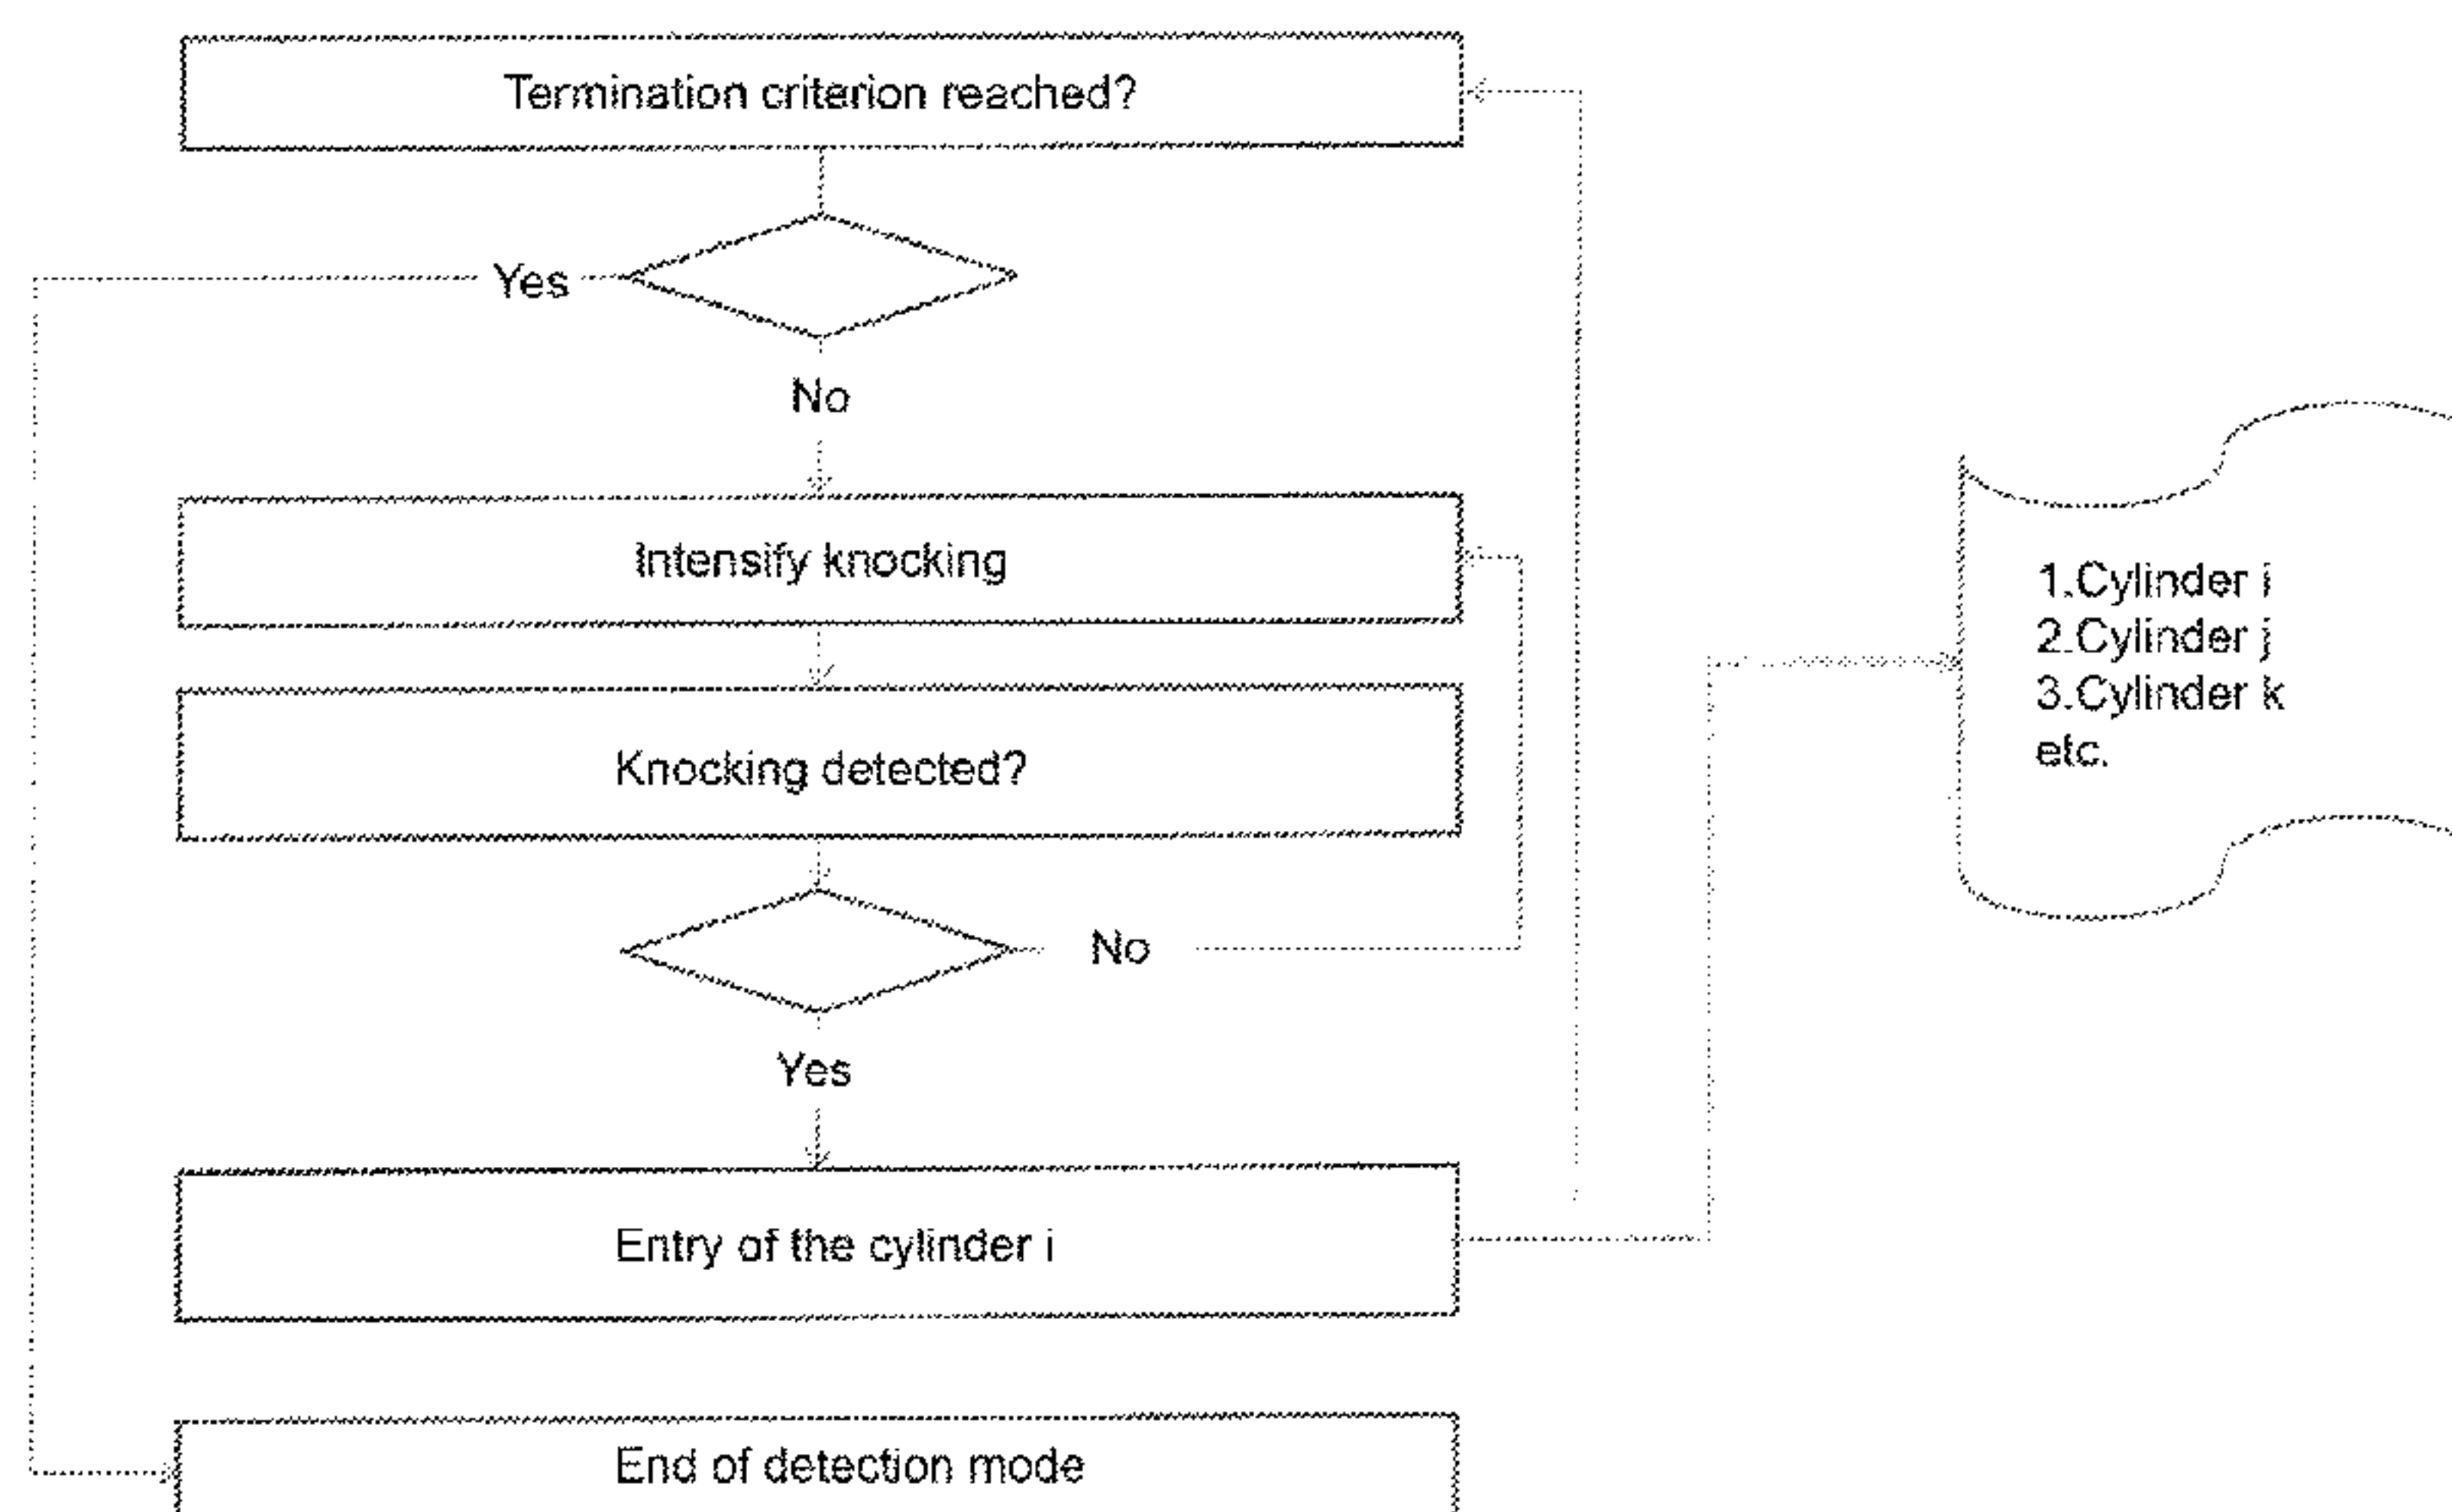 Termination criterion reached?
Yes
No
Intensify knocking
Knocking detected?
No
Yes
Entry of the cylinder i
End of detection mode
1.Cylinder i
2.Cylinder j
3.Cylinder k
etc.